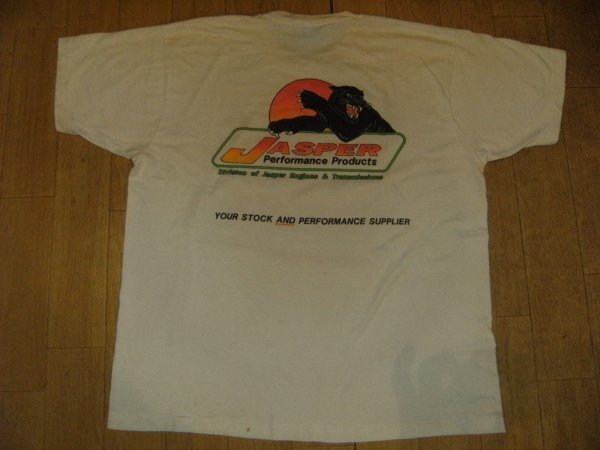 JASPER
Performance Products
Division of Jasper Engines & Transmissions
YOUR STOCK AND PERFORMANCE SUPPLIER